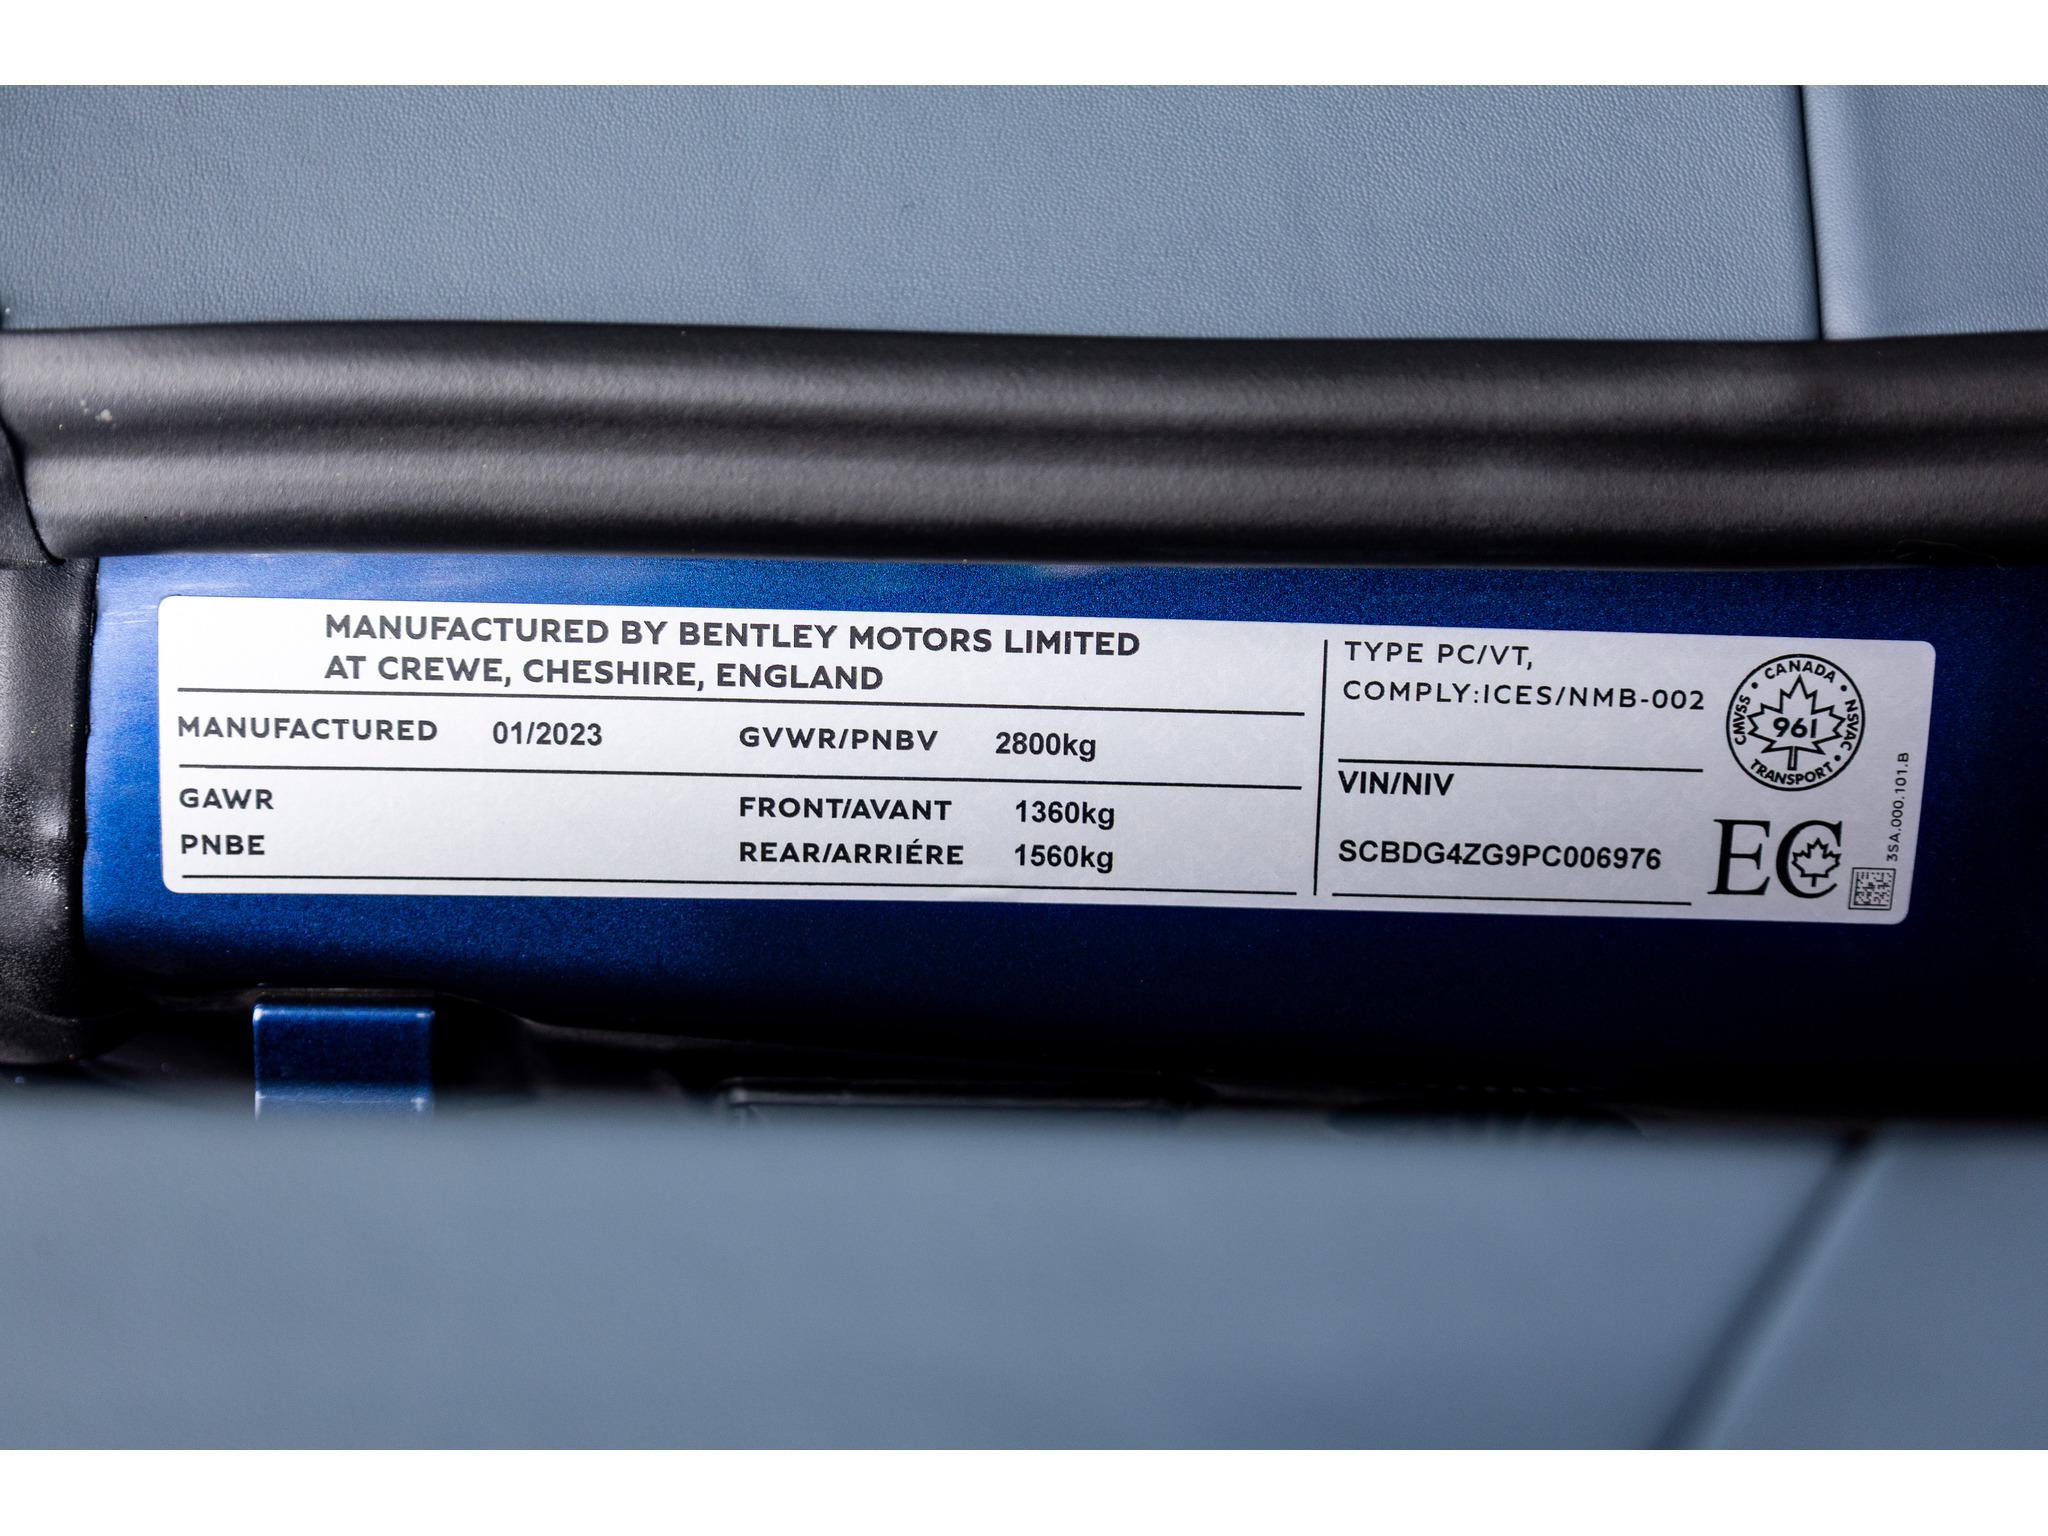 MANUFACTURED BY BENTLEY MOTORS LIMITED
AT CREWE, CHESHIRE, ENGLAND
MANUFACTURED 01/2023 GVWR/PNBV 2800kg
GAWR FRONT/AVANT 1360kg
PNBE REAR/ARRIÉRE 1560kg
TYPE PC/VT,
COMPLY:ICES/NMB-002
VIN/NIV
SCBDG4ZG9PC006976
CANADA
CMVSS 961 NSVAC
TRANSPORT
EC
3SA.000.101.B